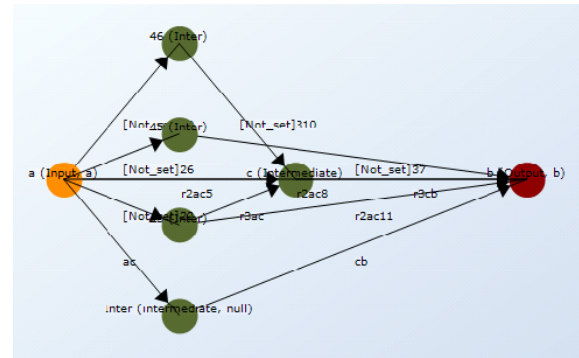 46 (Inter)
[Not_set]310
45 (Inter)
a (Input, a)
[Not_set]26
c (Intermediate)
[Not_set]37
b (Output, b)
r2ac5
r2ac8
r3cb
r3ac
r2ac11
(Inter)
ac
cb
Inter (Intermediate, null)